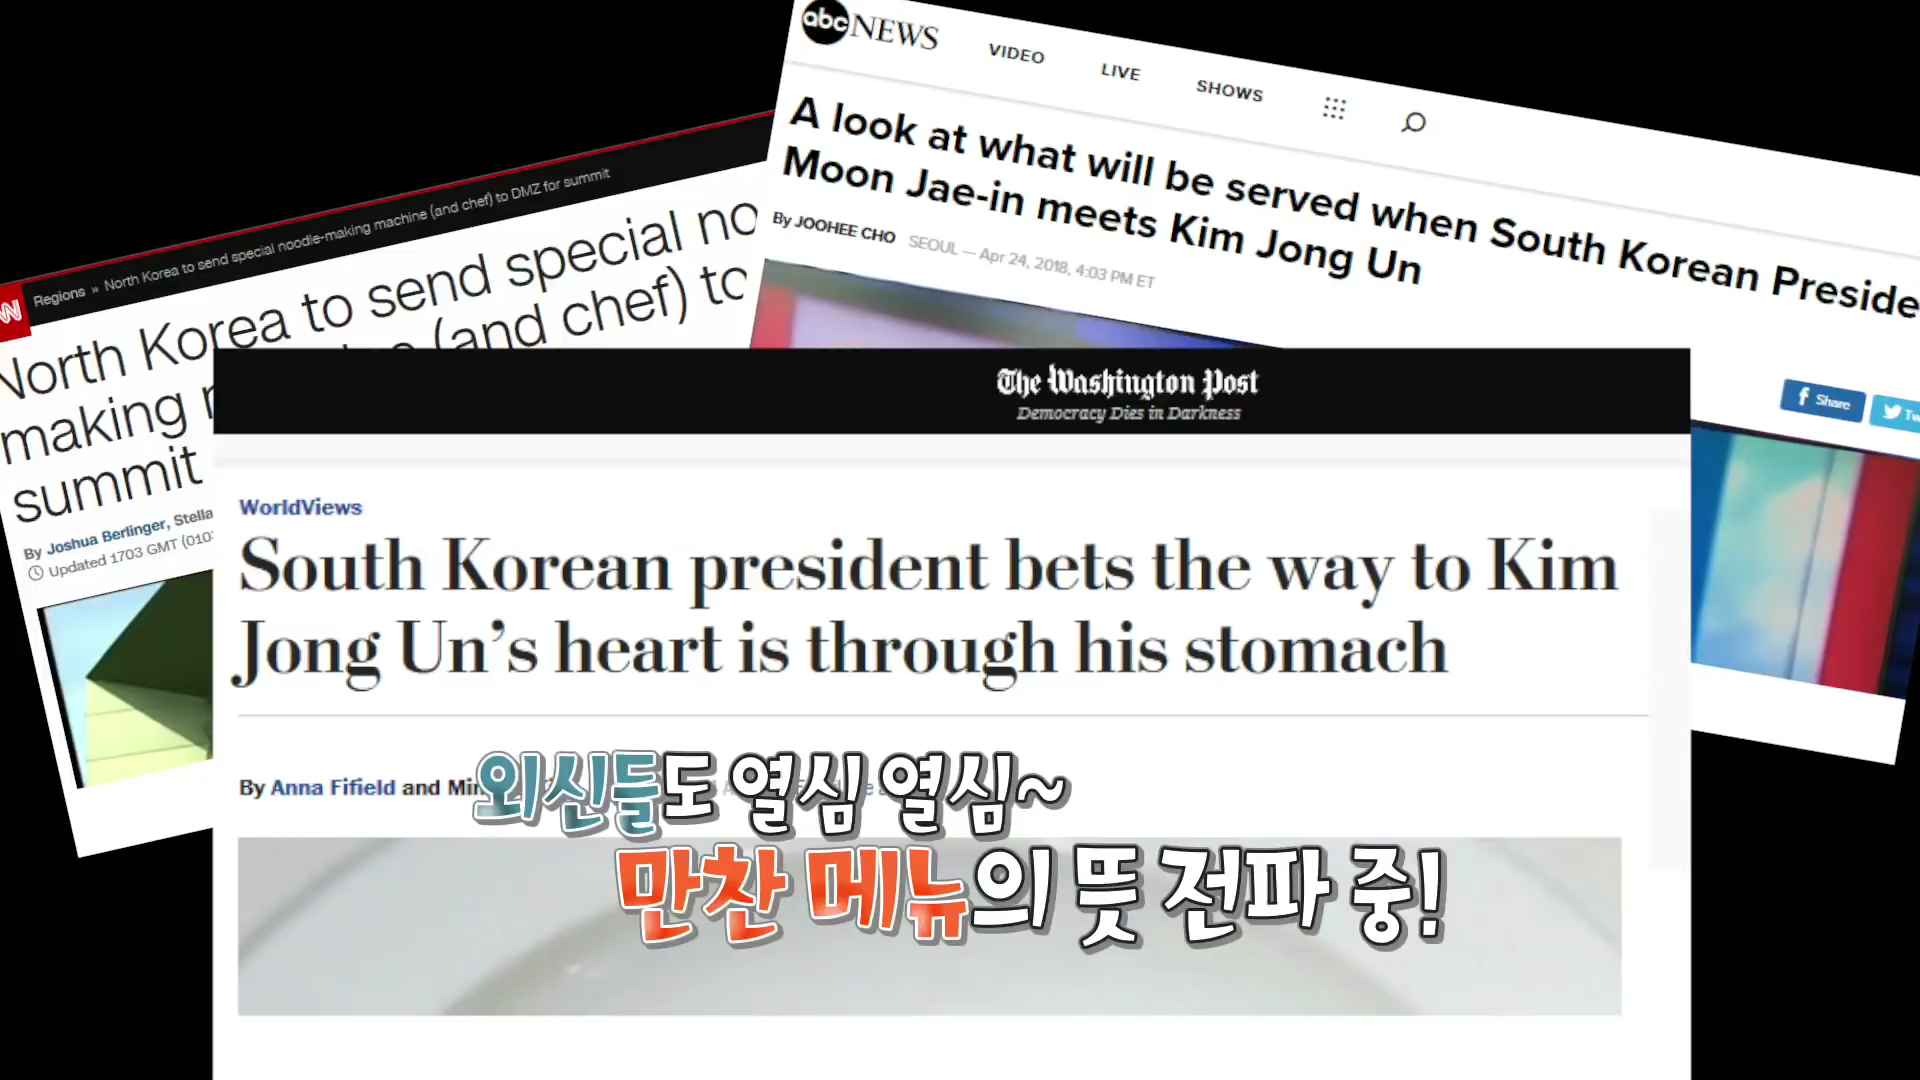 abc NEWS VIDEO LIVE SHOWS
A look at what will be served when South Korean Preside
Moon Jae-in meets Kim Jong Un
By JOOHEE CHO SEOUL — Apr 24, 2018, 4:03 PM ET
Share
Regions » North Korea to send special noodle-making machine (and chef) to DMZ for summit
North Korea to send special
making (and chef) to
summit
By Joshua Berlinger, Stella
Updated 1703 GMT
The Washington Post
Democracy Dies in Darkness
WorldViews
South Korean president bets the way to Kim
Jong Un's heart is through his stomach
By Anna Fifield and
외신들도 열심 열심~
만찬 메뉴의 뜻 전파 중!